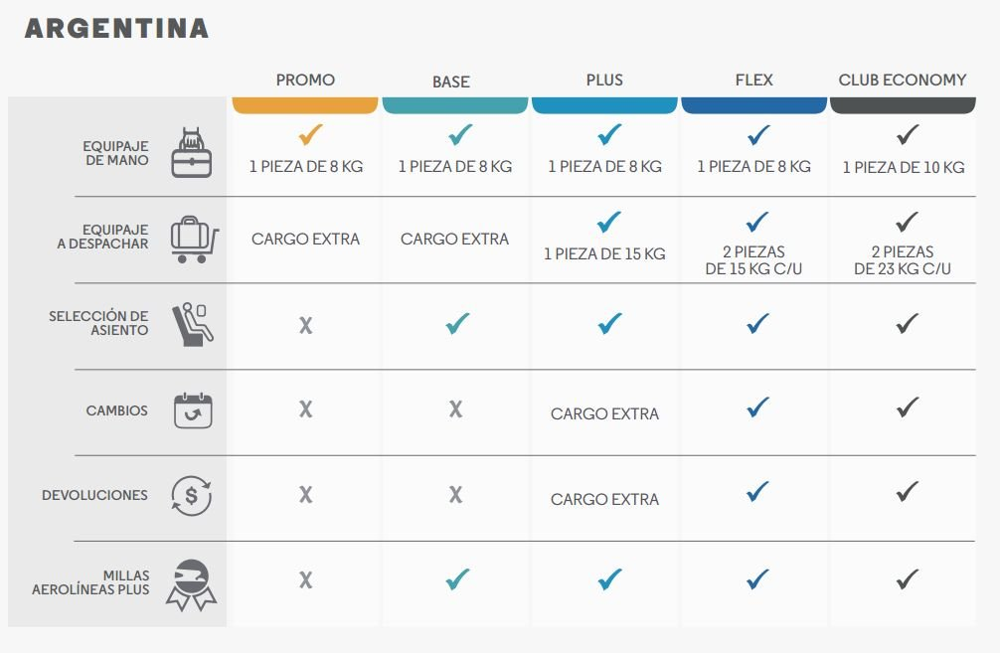 ARGENTINA
PROMO BASE PLUS FLEX CLUB ECONOMY
EQUIPAJE
DE MANO
1 PIEZA DE 8 KG 1 PIEZA DE 8 KG 1 PIEZA DE 8 KG 1 PIEZA DE 8 KG 1 PIEZA DE 10 KG
EQUIPAJE
A DESPACHAR
CARGO EXTRA CARGO EXTRA 1 PIEZA DE 15 KG 2 PIEZAS
DE 15 KG C/U
2 PIEZAS
DE 23 KG C/U
SELECCIÓN DE
ASIENTO
X
CAMBIOS
X X CARGO EXTRA
DEVOLUCIONES
$
X X CARGO EXTRA
MILLAS
AEROLÍNEAS PLUS
X